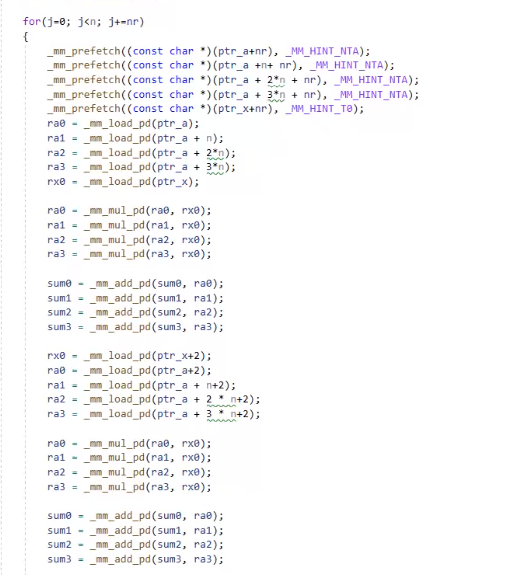 for(j=0; j<n; j+=nr)
{
_mm_prefetch((const char *)(ptr_a+nr), _MM_HINT_NTA);
_mm_prefetch((const char *)(ptr_a +n+ nr), _MM_HINT_NTA);
_mm_prefetch((const char *)(ptr_a + 2*n + nr), _MM_HINT_NTA);
_mm_prefetch((const char *)(ptr_a + 3*n + nr), _MM_HINT_NTA);
_mm_prefetch((const char *)(ptr_x+nr), _MM_HINT_T0);
ra0 = _mm_load_pd(ptr_a);
ra1 = _mm_load_pd(ptr_a + n);
ra2 = _mm_load_pd(ptr_a + 2*n);
ra3 = _mm_load_pd(ptr_a + 3*n);
rx0 = _mm_load_pd(ptr_x);
ra0 = _mm_mul_pd(ra0, rx0);
ra1 = _mm_mul_pd(ra1, rx0);
ra2 = _mm_mul_pd(ra2, rx0);
ra3 = _mm_mul_pd(ra3, rx0);
sum0 = _mm_add_pd(sum0, ra0);
sum1 = _mm_add_pd(sum1, ra1);
sum2 = _mm_add_pd(sum2, ra2);
sum3 = _mm_add_pd(sum3, ra3);
rx0 = _mm_load_pd(ptr_x+2);
ra0 = _mm_load_pd(ptr_a+2);
ra1 = _mm_load_pd(ptr_a + n+2);
ra2 = _mm_load_pd(ptr_a + 2 * n+2);
ra3 = _mm_load_pd(ptr_a + 3 * n+2);
ra0 = _mm_mul_pd(ra0, rx0);
ra1 = _mm_mul_pd(ra1, rx0);
ra2 = _mm_mul_pd(ra2, rx0);
ra3 = _mm_mul_pd(ra3, rx0);
sum0 = _mm_add_pd(sum0, ra0);
sum1 = _mm_add_pd(sum1, ra1);
sum2 = _mm_add_pd(sum2, ra2);
sum3 = _mm_add_pd(sum3, ra3);